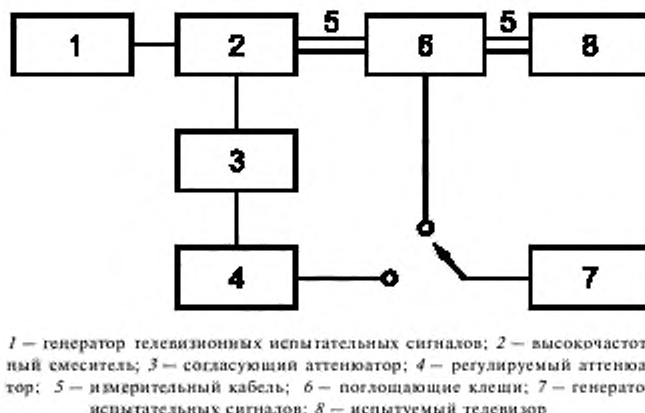 5 5
1 2 6 8
3
4 7
1 — генератор телевизионных испытательных сигналов; 2 — высокочастот
ный смеситель; 3 — согласующий аттенюатор; 4 — регулируемый аттенюа
тор; 5 — измерительный кабель; 6 — поглощающие клещи; 7 — генерато
испытательных сигналов; 8 — испытуемый телевизор